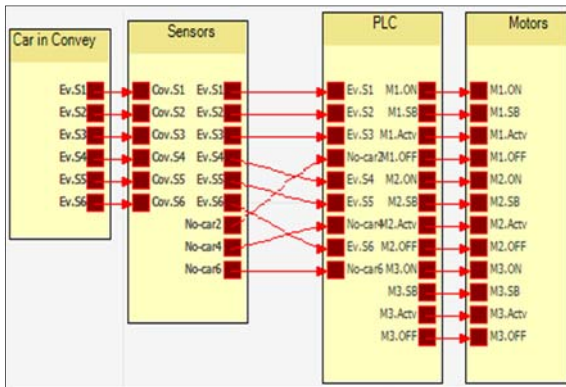 Car in Convey
Ev.S1
Ev.S2
Ev.S3
Ev.S4
Ev.S5
Ev.S6
Sensors
Cov.S1 Ev.S1
Cov.S2 Ev.S2
Cov.S3 Ev.S3
Cov.S4 Ev.S4
Cov.S5 Ev.S5
Cov.S6 Ev.S6
No-car2
No-car4
No-car6
PLC
Ev.S1 M1.ON
Ev.S2 M1.SB
Ev.S3 M1.Actv
No-car2 M1.OFF
Ev.S4 M2.ON
Ev.S5 M2.SB
No-car4 M2.Actv
Ev.S6 M2.OFF
No-car6 M3.ON
M3.SB
M3.Actv
M3.OFF
Motors
M1.ON
M1.SB
M1.Actv
M1.OFF
M2.ON
M2.SB
M2.Actv
M2.OFF
M3.ON
M3.SB
M3.Actv
M3.OFF